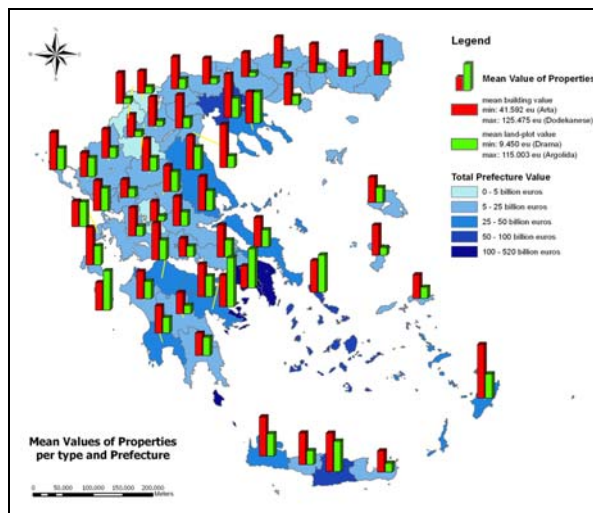 Legend
Mean Value of Properties
mean building value
min: 41.592 eu (Arta)
max: 125.475 eu (Dodekanese)
mean land-plot value
min: 9.450 eu (Drama)
max: 115.003 eu (Argolida)
Total Prefecture Value
0 - 5 billion euros
5 - 25 billion euros
25 - 50 billion euros
50 - 100 billion euros
100 - 520 billion euros
Mean Values of Properties
per type and Prefecture
0 50.000 100.000 150.000 200.000
Meters